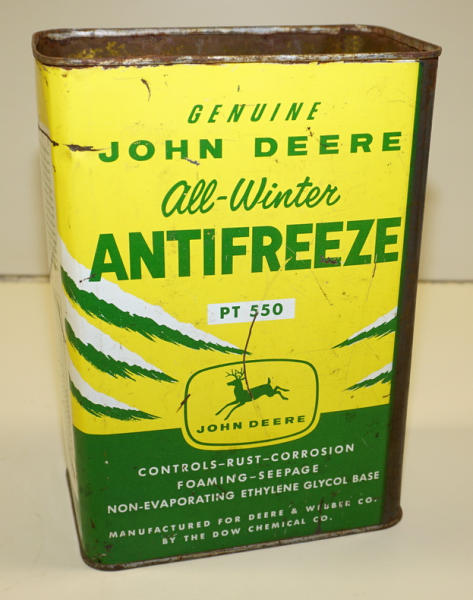 GENUINE
JOHN DEERE
All-Winter
ANTIFREEZE
PT 550
JOHN DEERE
CONTROLS-RUST-CORROSION
FOAMING-SEEPAGE
NON-EVAPORATING ETHYLENE GLYCOL BASE
MANUFACTURED FOR DEERE & WEBBER CO.
BY THE DOW CHEMICAL CO.